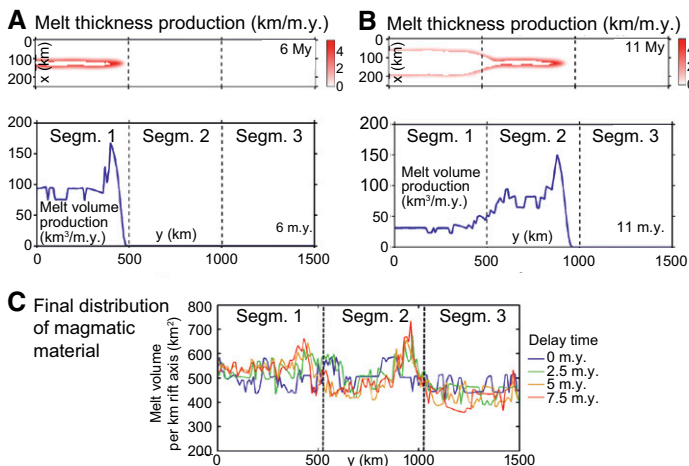 A Melt thickness production (km/m.y.)
6 My
0
100
200
x (km)
4
2
0
200
150
100
50
0
Segm. 1 Segm. 2 Segm. 3
Melt volume
production
(km³/m.y.)
y (km)
6 m.y.
0 500 1000 1500
B Melt thickness production (km/m.y.)
11 My
0
100
200
x (km)
4
2
0
200
150
100
50
0
Segm. 1 Segm. 2 Segm. 3
Melt volume
production
(km³/m.y.)
y (km)
11 m.y.
0 500 1000 1500
C Final distribution
of magmatic
material
Melt volume
per km rift axis (km²)
800
700
600
500
400
300
200
Segm. 1 Segm. 2 Segm. 3
0 500 y (km) 1000 1500
Delay time
0 m.y.
2.5 m.y.
5 m.y.
7.5 m.y.